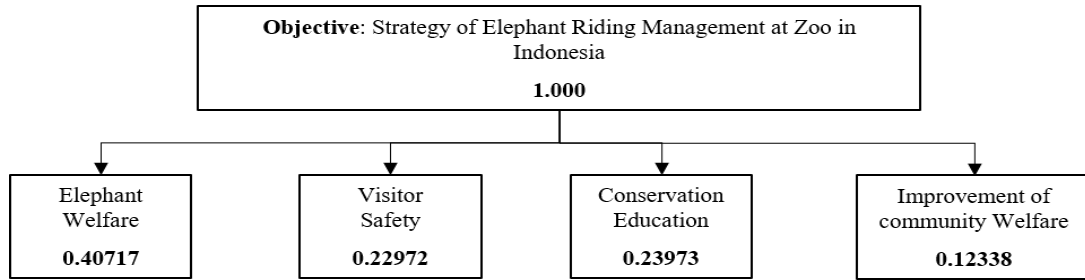 Objective: Strategy of Elephant Riding Management at Zoo in
Indonesia
1.000
Elephant
Welfare
0.40717
Visitor
Safety
0.22972
Conservation
Education
0.23973
Improvement of
community Welfare
0.12338